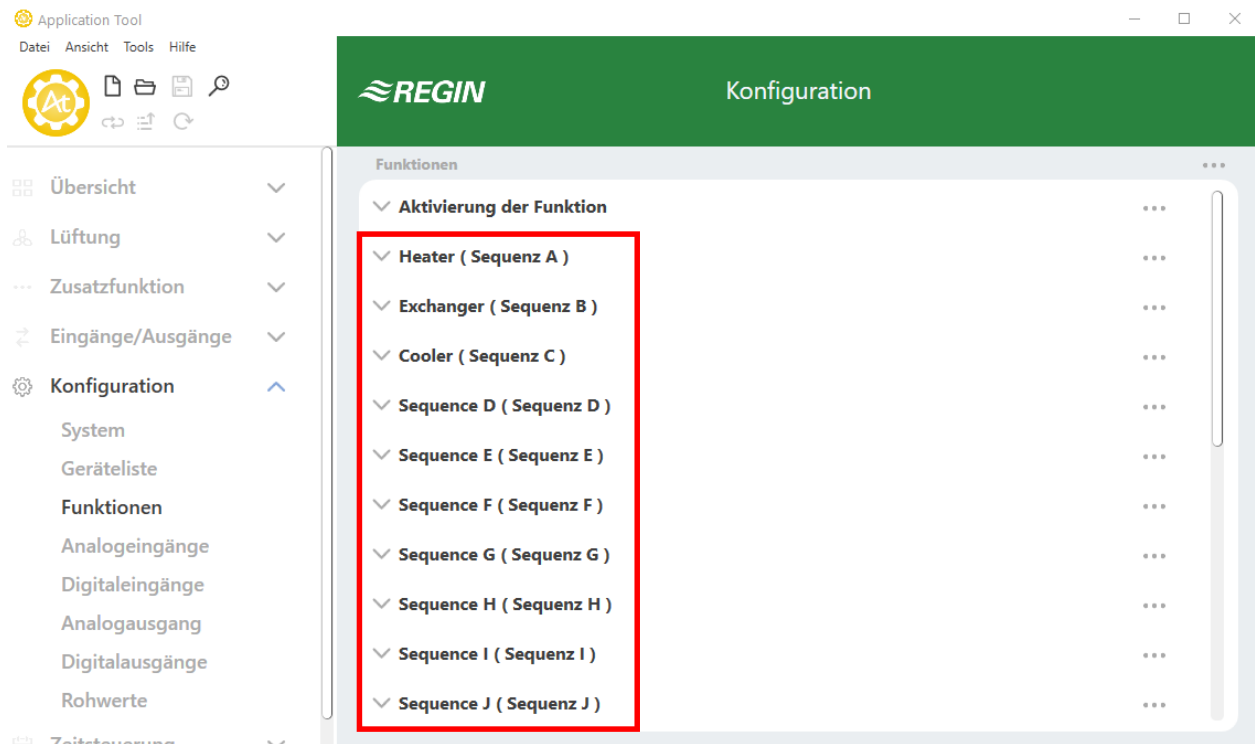 Application Tool
Datei Ansicht Tools Hilfe
At
REGIN
Konfiguration
Übersicht
Lüftung
Zusatzfunktion
Eingänge/Ausgänge
Konfiguration
System
Geräteliste
Funktionen
Analogeingänge
Digitaleingänge
Analogausgang
Digitalausgänge
Rohwerte
Zeitsteuerung
Funktionen
Aktivierung der Funktion
Heater ( Sequenz A )
Exchanger ( Sequenz B )
Cooler ( Sequenz C )
Sequence D ( Sequenz D )
Sequence E ( Sequenz E )
Sequence F ( Sequenz F )
Sequence G ( Sequenz G )
Sequence H ( Sequenz H )
Sequence I ( Sequenz I )
Sequence J ( Sequenz J )